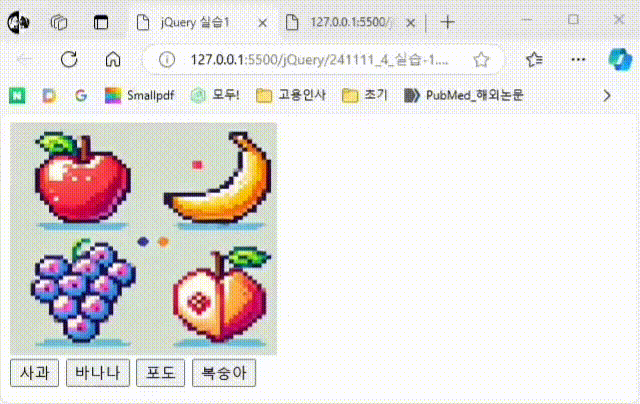 jQuery 실습1
127.0.0.1:5500/j
127.0.0.1:5500/jQuery/241111_4_실습-1....
N D G Smallpdf 모두! 고용인사 초기 PubMed_해외논문
사과 바나나 포도 복숭아